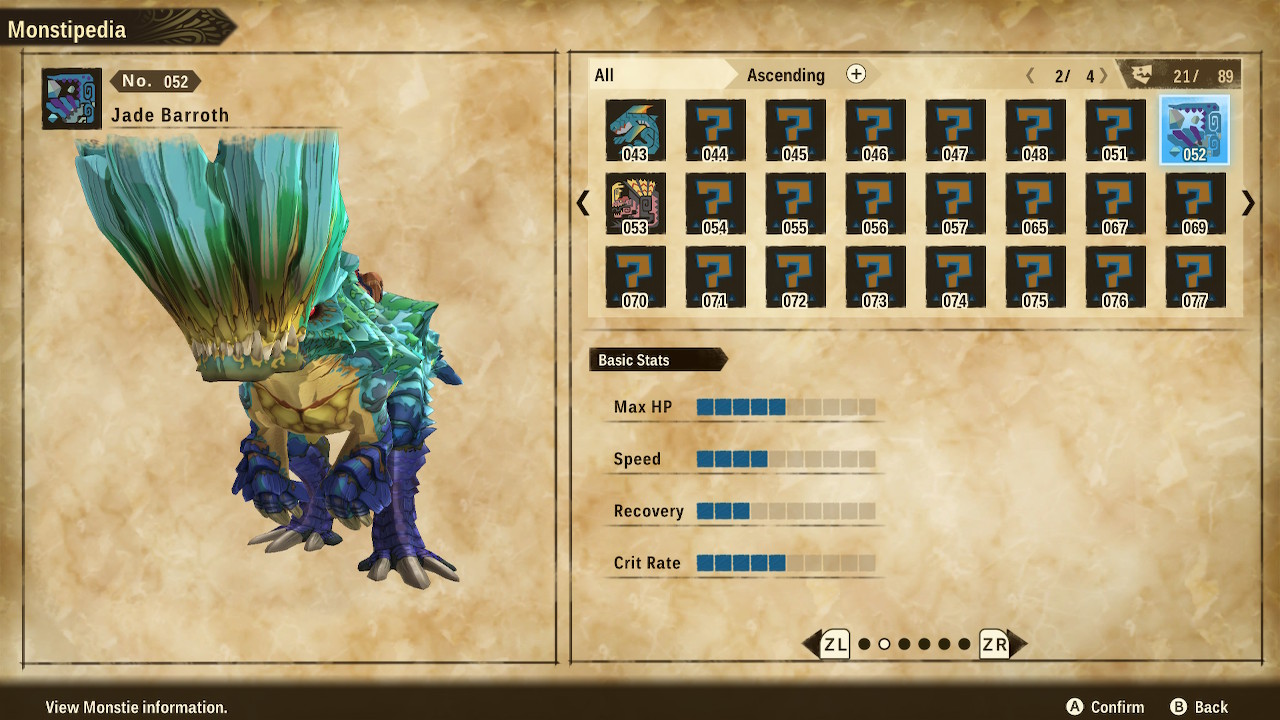 Monstipedia
No. 052
Jade Barroth
All
Ascending
2/ 4
21/ 89
043 044 045 046 047 048 051 052
053 054 055 056 057 065 067 069
070 071 072 073 074 075 076 077
Basic Stats
Max HP
Speed
Recovery
Crit Rate
ZL ZR
View Monstie information.
A Confirm B Back